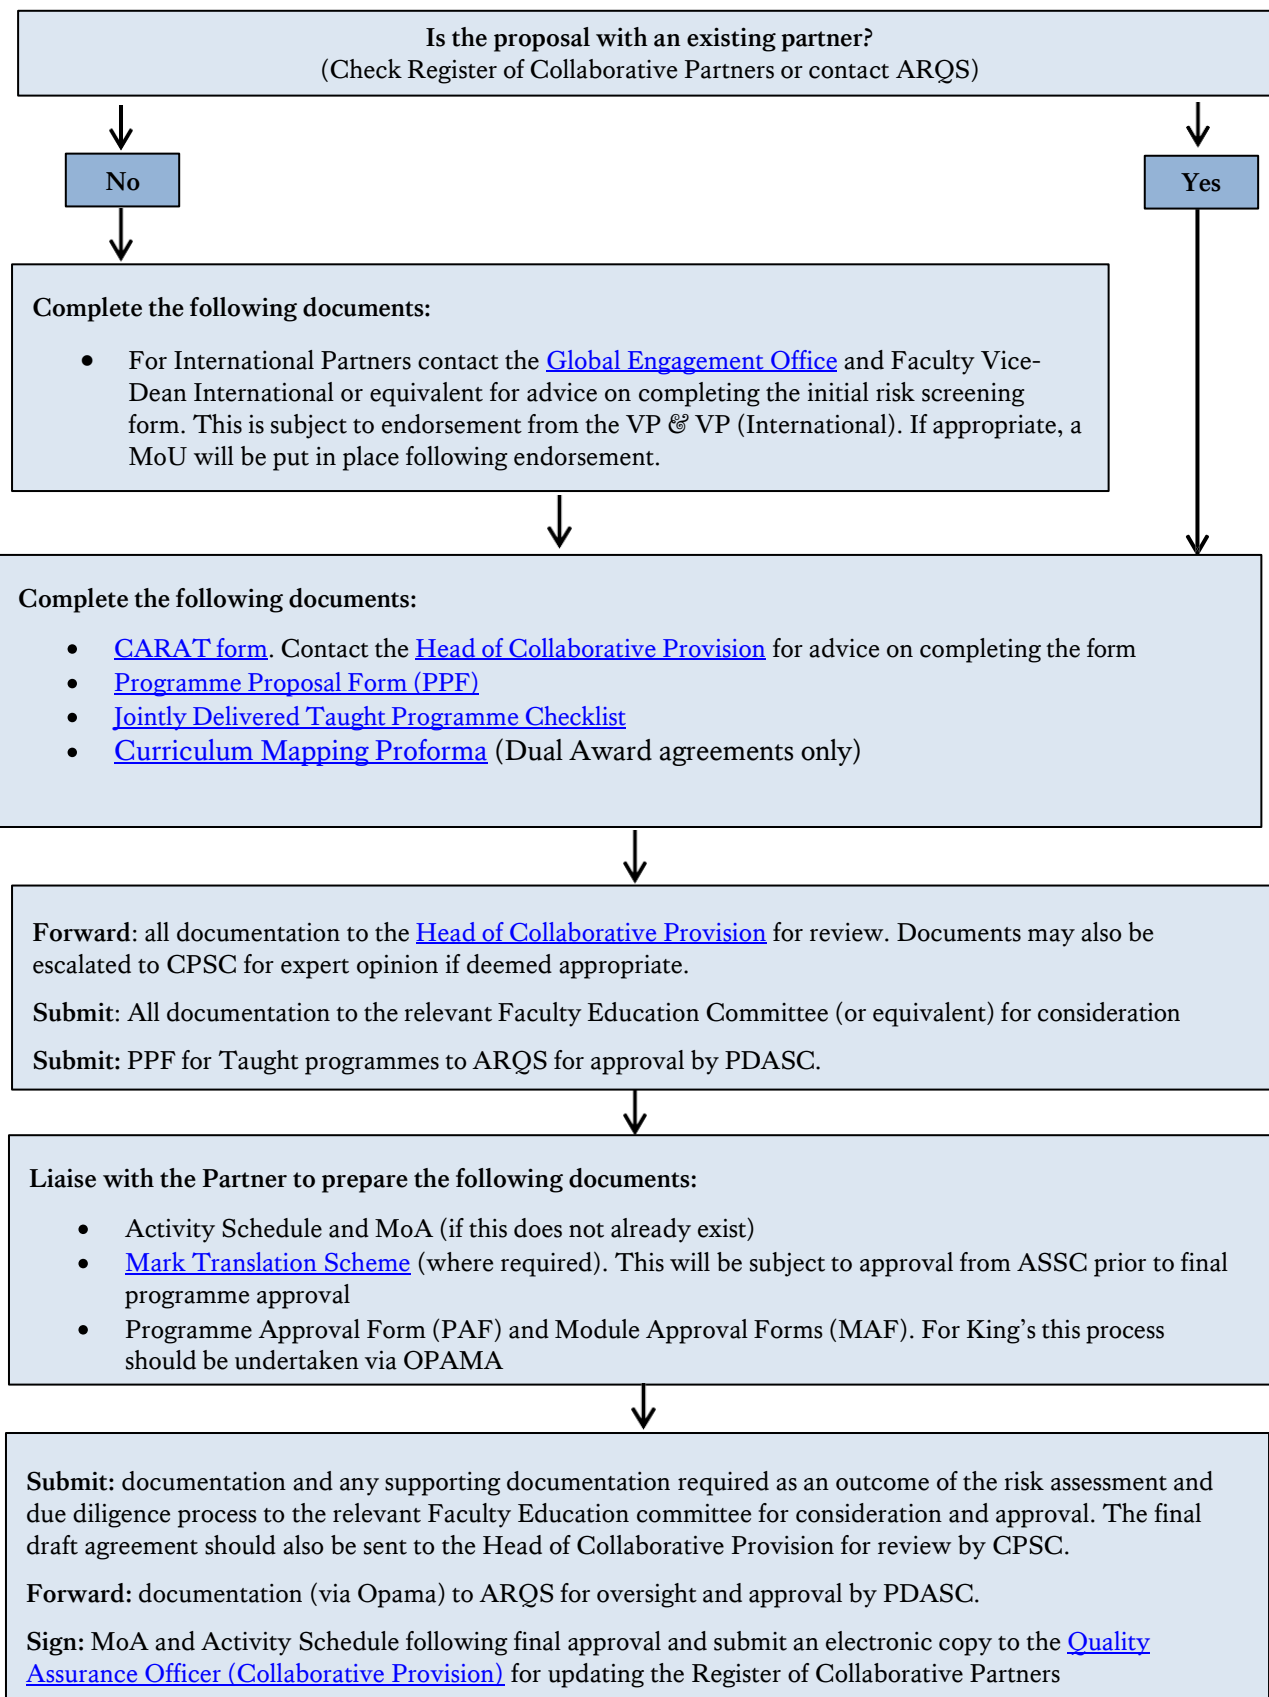 Is the proposal with an existing partner?
(Check Register of Collaborative Partners or contact ARQS)
No
Yes
Complete the following documents:
• For International Partners contact the Global Engagement Office and Faculty Vice-
Dean International or equivalent for advice on completing the initial risk screening
form. This is subject to endorsement from the VP & VP (International). If appropriate, a
MoU will be put in place following endorsement.
Complete the following documents:
• CARAT form. Contact the Head of Collaborative Provision for advice on completing the form
• Programme Proposal Form (PPF)
• Jointly Delivered Taught Programme Checklist
• Curriculum Mapping Proforma (Dual Award agreements only)
Forward: all documentation to the Head of Collaborative Provision for review. Documents may also be
escalated to CPSC for expert opinion if deemed appropriate.
Submit: All documentation to the relevant Faculty Education Committee (or equivalent) for consideration
Submit: PPF for Taught programmes to ARQS for approval by PDASC.
Liaise with the Partner to prepare the following documents:
• Activity Schedule and MoA (if this does not already exist)
• Mark Translation Scheme (where required). This will be subject to approval from ASSC prior to final
programme approval
• Programme Approval Form (PAF) and Module Approval Forms (MAF). For King's this process
should be undertaken via OPAMA
Submit: documentation and any supporting documentation required as an outcome of the risk assessment and
due diligence process to the relevant Faculty Education committee for consideration and approval. The final
draft agreement should also be sent to the Head of Collaborative Provision for review by CPSC.
Forward: documentation (via Opama) to ARQS for oversight and approval by PDASC.
Sign: MoA and Activity Schedule following final approval and submit an electronic copy to the Quality
Assurance Officer (Collaborative Provision) for updating the Register of Collaborative Partners